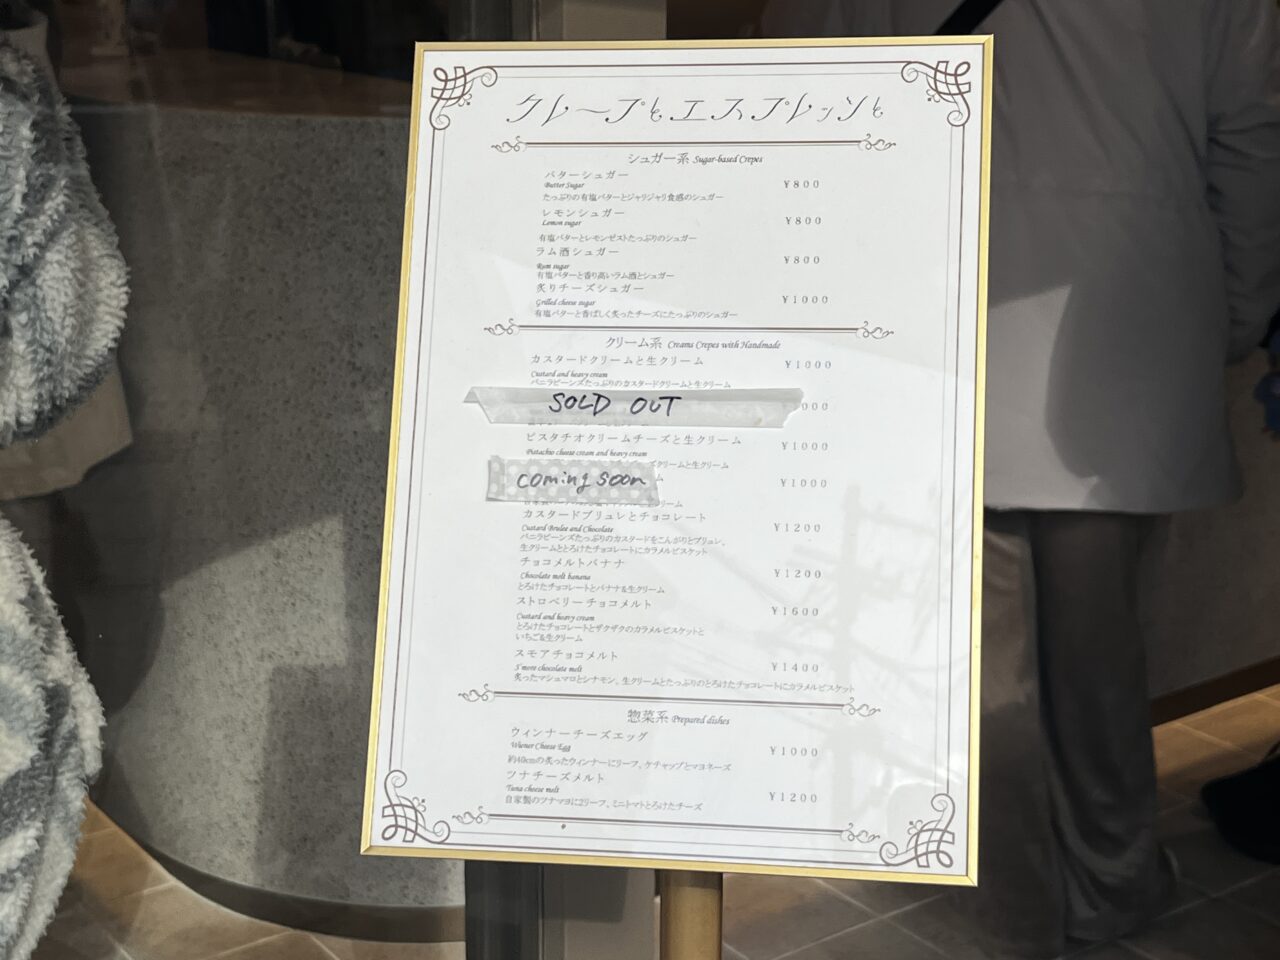 クレープとエスプレッソと
シュガー系 Sugar-based Crepes
バターシュガー
Butter Sugar
¥800
たっぷりの有塩バターとジャリジャリ食感のシュガー
レモンシュガー
Lemon sugar
¥800
有塩バターとレモンゼストたっぷりのシュガー
ラム酒シュガー
Rum sugar
¥800
有塩バターと香り高いラム酒とシュガー
炙りチーズシュガー
Grilled cheese sugar
¥1000
有塩バターと香ばしく炙ったチーズにたっぷりのシュガー
クリーム系 Creams Crepes with Handmade
カスタードクリームと生クリーム
Custard and heavy cream
¥1000
バニラビーンズたっぷりのカスタードクリームと生クリーム
SOLD OUT
000
ピスタチオクリームチーズと生クリーム
Pistachio cheese cream and heavy cream
¥1000
クリームと生クリーム
coming soon
¥1000
カスタードブリュレとチョコレート
Custard Brulee and Chocolate
¥1200
バニラビーンズたっぷりのカスタードをこんがりとブリュレ、
生クリームととろけたチョコレートにカラメルビスケット
チョコメルトバナナ
Chocolate melt banana
¥1200
とろけたチョコレートとバナナ&生クリーム
ストロベリーチョコメルト
Custard and heavy cream
¥1600
とろけたチョコレートとザクザクのカラメルビスケットと
いちご&生クリーム
スモアチョコメルト
S'more chocolate melt
¥1400
炙ったマシュマロとシナモン、生クリームとたっぷりのとろけたチョコレートにカラメルビスケット
惣菜系 Prepared dishes
ウィンナーチーズエッグ
Wiener Cheese Egg
¥1000
約40cmの炙ったウィンナーにリーフ、ケチャップとマヨネーズ
ツナチーズメルト
Tuna cheese melt
¥1200
自家製のツナマヨに2リーフ、ミニトマトとろけたチーズ